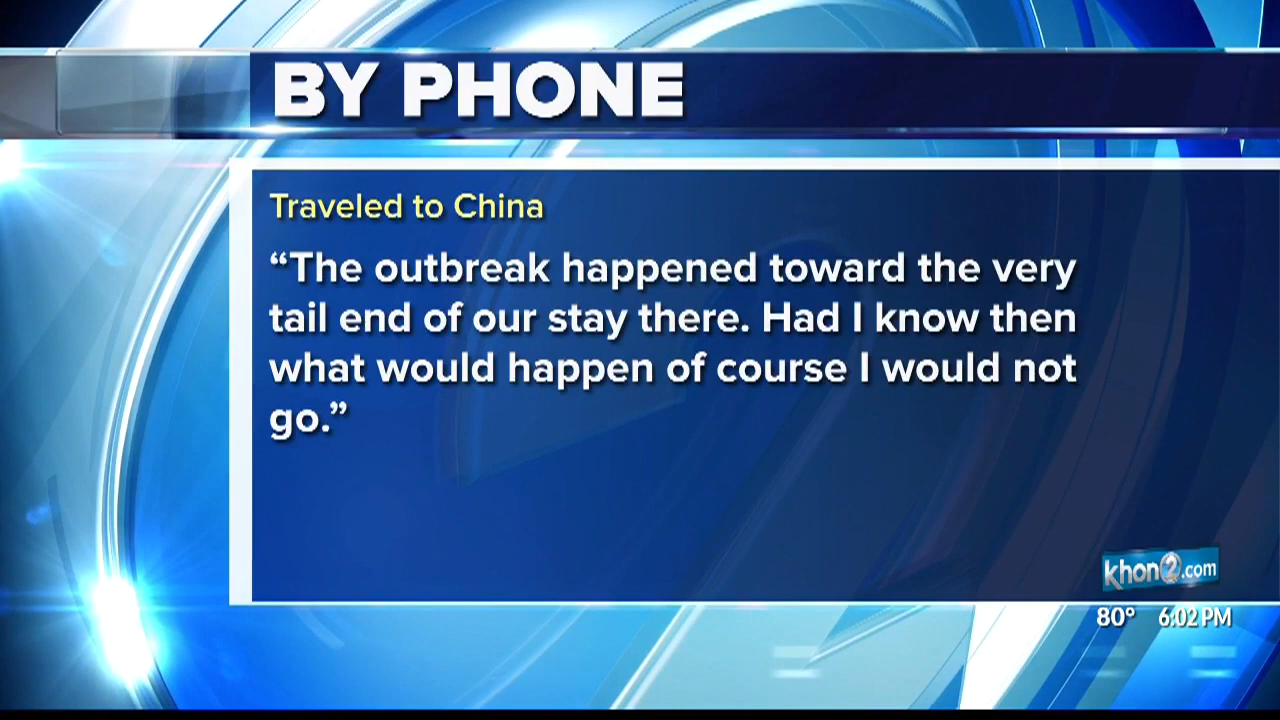 BY PHONE
Traveled to China
“The outbreak happened toward the very
tail end of our stay there. Had I know then
what would happen of course I would not
go.”
khon2.com
80° 6:02 PM